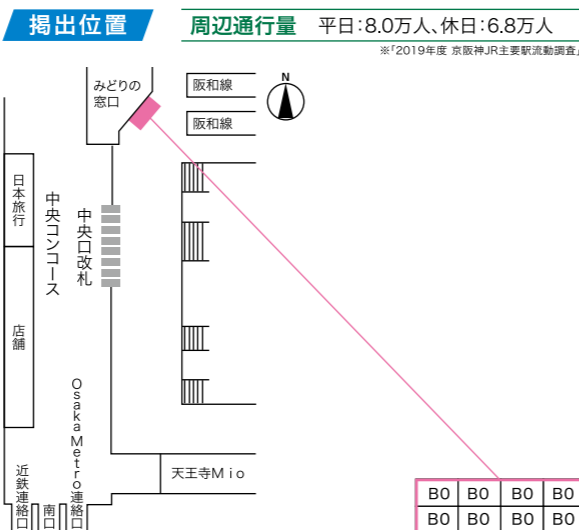 掲出位置
周辺通行量 平日:8.0万人、休日:6.8万人
※「2019年度 京阪神JR主要駅流動調査」
みどりの
窓口
阪和線
阪和線
N
日本旅行
中央コンコース
中央口改札
店舗
Osaka Metro連絡口
近鉄連絡口
南口
天王寺Mio
B0 B0 B0 B0
B0 B0 B0 B0